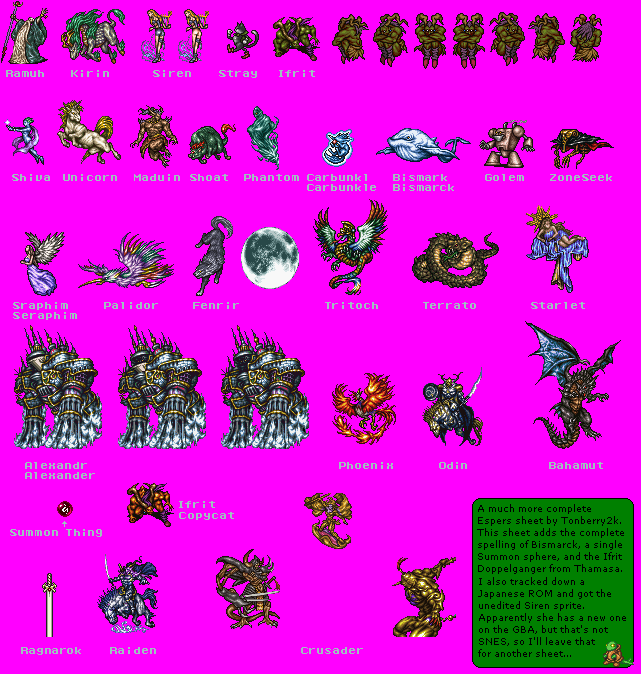 Ramuh Kirin Siren Stray Ifrit
Shiva Unicorn Maduin Shoat Phantom Carbunkl Bismark Golem ZoneSeek
Carbunkle Bismarck
Sraphim Palidor Fenrir Tritoch Terrato Starlet
Seraphim
Alexandr Phoenix Odin Bahamut
Alexander
Ifrit
Copycat
Summon Thing
Ragnarok Raiden Crusader
A much more complete
Espers sheet by Tonberry2k.
This sheet adds the complete
spelling of Bismarck, a single
Summon sphere, and the Ifrit
Doppelganger from Thamasa.
I also tracked down a
Japanese ROM and got the
unedited Siren sprite.
Apparently she has a new one
on the GBA, but that's not
SNES, so I'll leave that
for another sheet...